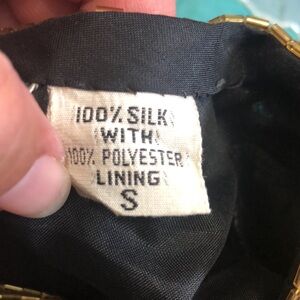 100% SILK
WITH
100% POLYESTER
LINING
S